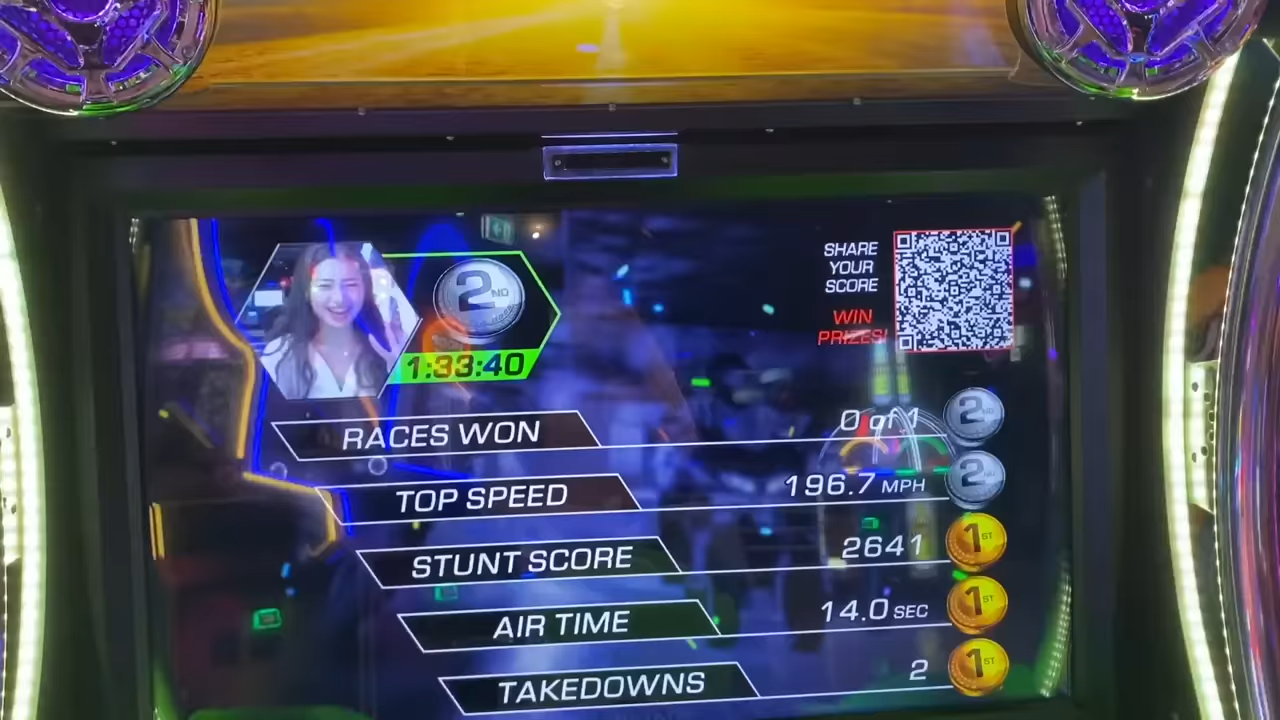 2ND
1:33:40
SHARE
YOUR
SCORE
WIN
PRIZES!
RACES WON 0 of 1 2ND
TOP SPEED 196.7 MPH 2ND
STUNT SCORE 2641 1ST
AIR TIME 14.0 SEC 1ST
TAKEDOWNS 2 1ST